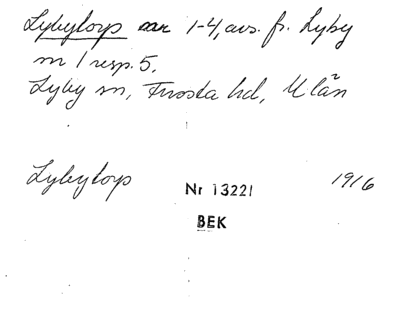 Lybytorp nr 1-4, avs. fr. Lyby
nr 1 resp. 5.
Lyby sn, Frosta hd, M län
Lybytorp Nr 13221 1916
BEK